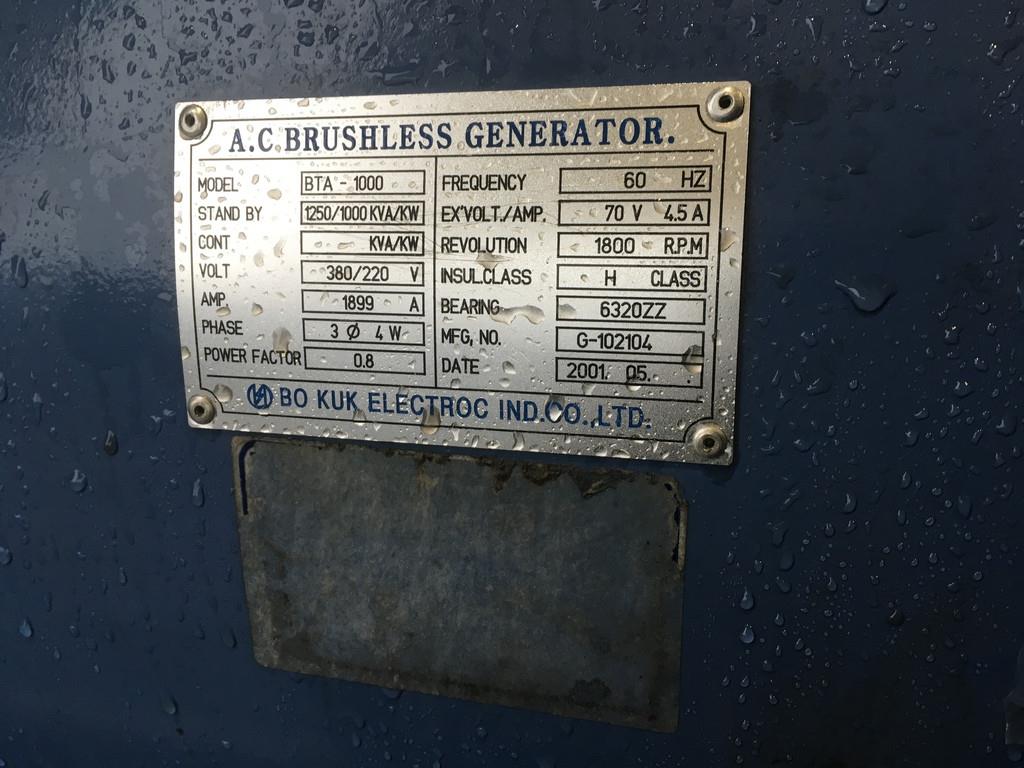 A.C.BRUSHLESS GENERATOR.
MODEL BTA - 1000
STAND BY 1250/1000 KVA/KW
CONT. KVA/KW
VOLT 380/220 V
AMP. 1899 A
PHASE 3 Ø 4 W
POWER FACTOR 0.8
FREQUENCY 60 HZ
EX'VOLT./AMP. 70 V 4.5 A
REVOLUTION 1800 R.P.M
INSUL.CLASS H CLASS
BEARING 6320ZZ
MFG, NO. G-102104
DATE 2001. 05. .
BO KUK ELECTROC IND.CO.,LTD.